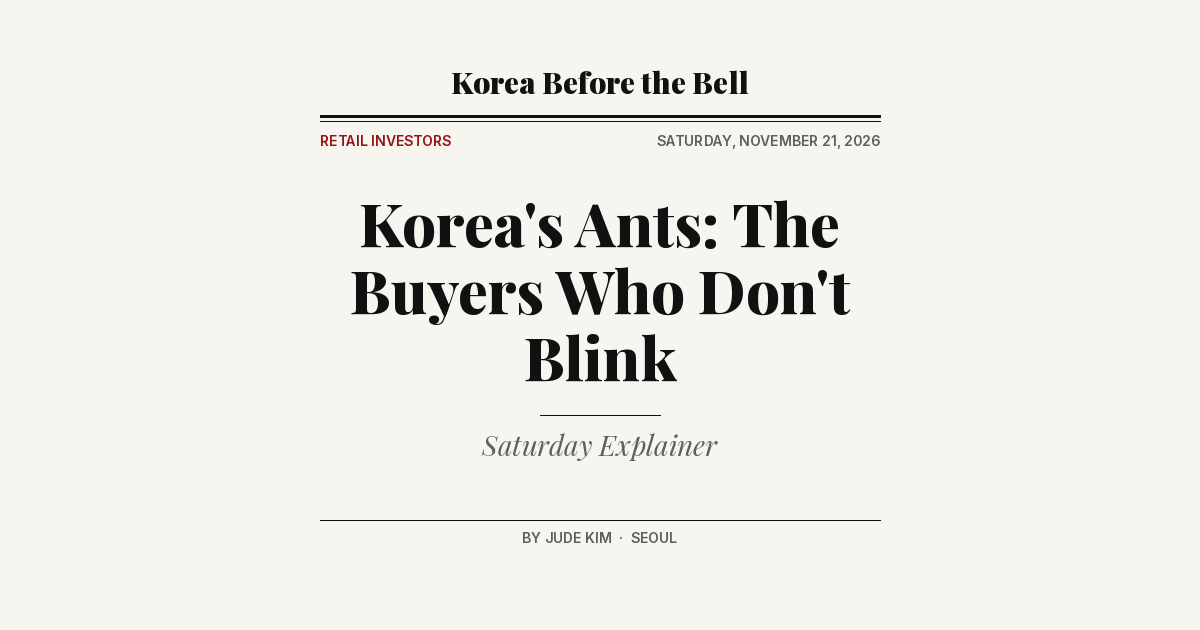 Korea Before the Bell
RETAIL INVESTORS
SATURDAY, NOVEMBER 21, 2026
Korea's Ants: The
Buyers Who Don't
Blink
Saturday Explainer
BY JUDE KIM · SEOUL